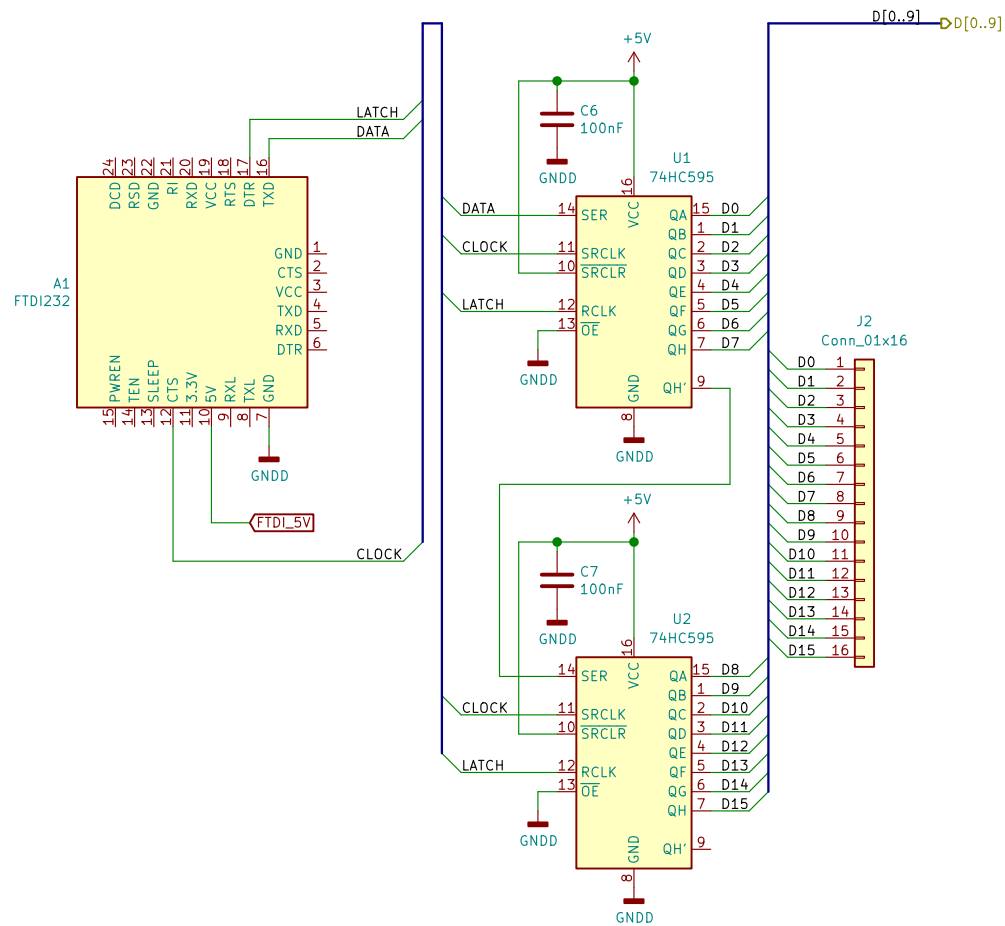 D[0..9]
D[0..9]
+5V
LATCH
DATA
C6
100nF
GNDD
24 23 22 21 20 19 18 17 16
DCD RSD GND RI RXD VCC RTS DTR TXD
A1
FTDI232
GND 1
CTS 2
VCC 3
TXD 4
RXD 5
DTR 6
PWREN TEN SLEEP CTS 3.3V 5V RXL TXL GND
15 14 13 12 11 10 9 8 7
GNDD
FTDI_5V
CLOCK
U1
74HC595
16
VCC
DATA 14 SER
CLOCK 11 SRCLK
10 SRCLR
LATCH 12 RCLK
13 OE
GNDD
QA 15 D0
QB 1 D1
QC 2 D2
QD 3 D3
QE 4 D4
QF 5 D5
QG 6 D6
QH 7 D7
QH' 9
GND
8
GNDD
J2
Conn_01x16
D0 1
D1 2
D2 3
D3 4
D4 5
D5 6
D6 7
D7 8
D8 9
D9 10
D10 11
D11 12
D12 13
D13 14
D14 15
D15 16
+5V
C7
100nF
GNDD
U2
74HC595
16
VCC
14 SER
CLOCK 11 SRCLK
10 SRCLR
LATCH 12 RCLK
13 OE
GNDD
QA 15 D8
QB 1 D9
QC 2 D10
QD 3 D11
QE 4 D12
QF 5 D13
QG 6 D14
QH 7 D15
QH' 9
GND
8
GNDD